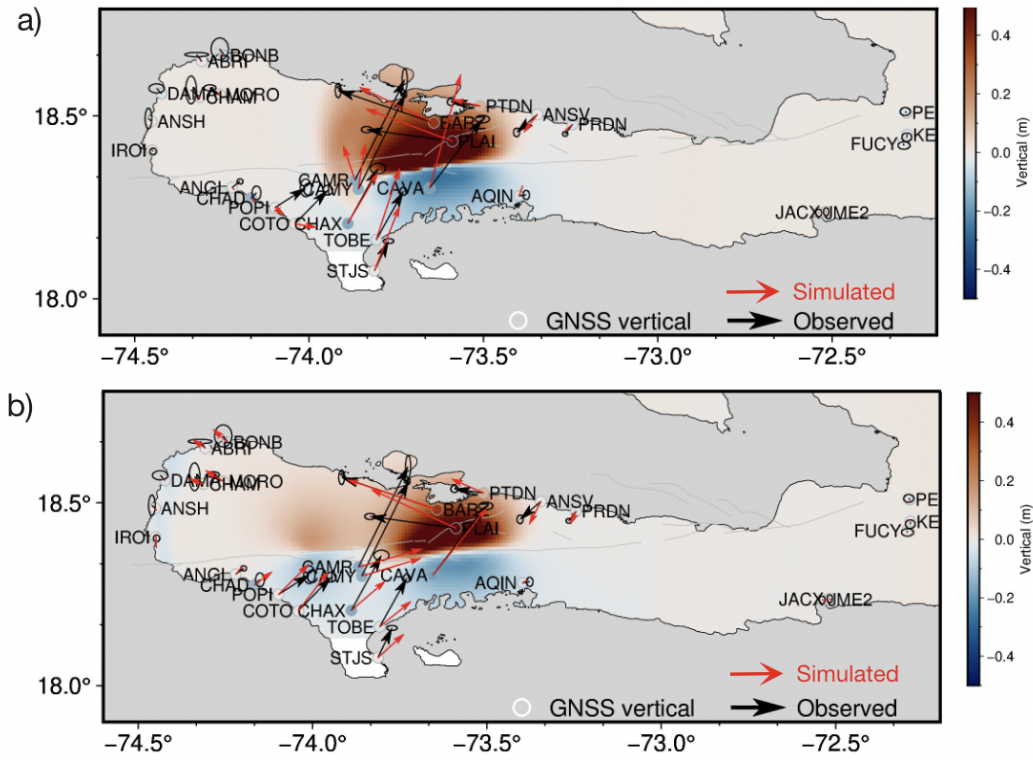 a)
BONB
ABRI
DAMA MORO
CHAM
PTDN
ANSV
18.5°
ANSH
PRDN
PE
BARS
KE
IROI
PLAI
FUCY
CAMR
ANGL
CAMY
CAVA
CHAD
AQIN
POPI
JACX JME2
COTO CHAX
TOBE
STJS
18.0°
Simulated
GNSS vertical
Observed
−74.5° −74.0° −73.5° −73.0° −72.5°
0.4
0.2
0.0
−0.2
−0.4
Vertical (m)
b)
BONB
ABRI
DAMA MORO
CHAM
PTDN
ANSV
18.5°
ANSH
PRDN
PE
BARS
KE
IROI
PLAI
FUCY
CAMR
ANGL
CAMY
CAVA
CHAD
AQIN
POPI
JACX JME2
COTO CHAX
TOBE
STJS
18.0°
Simulated
GNSS vertical
Observed
−74.5° −74.0° −73.5° −73.0° −72.5°
0.4
0.2
0.0
−0.2
−0.4
Vertical (m)